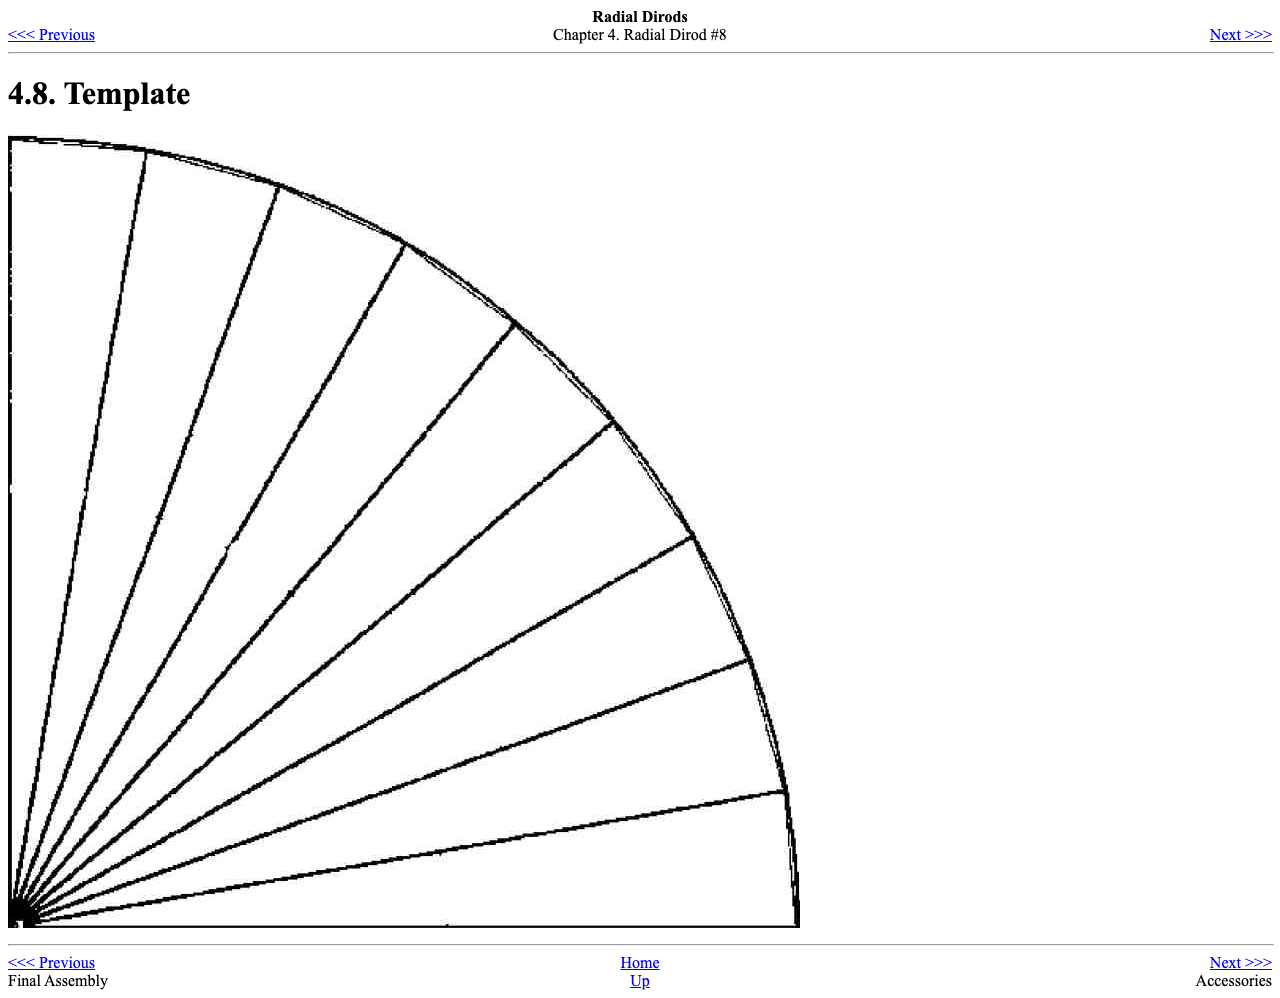 Radial Dirods
<<< Previous Chapter 4. Radial Dirod #8 Next >>>
4.8. Template
<<< Previous Home Next >>>
Final Assembly Up Accessories